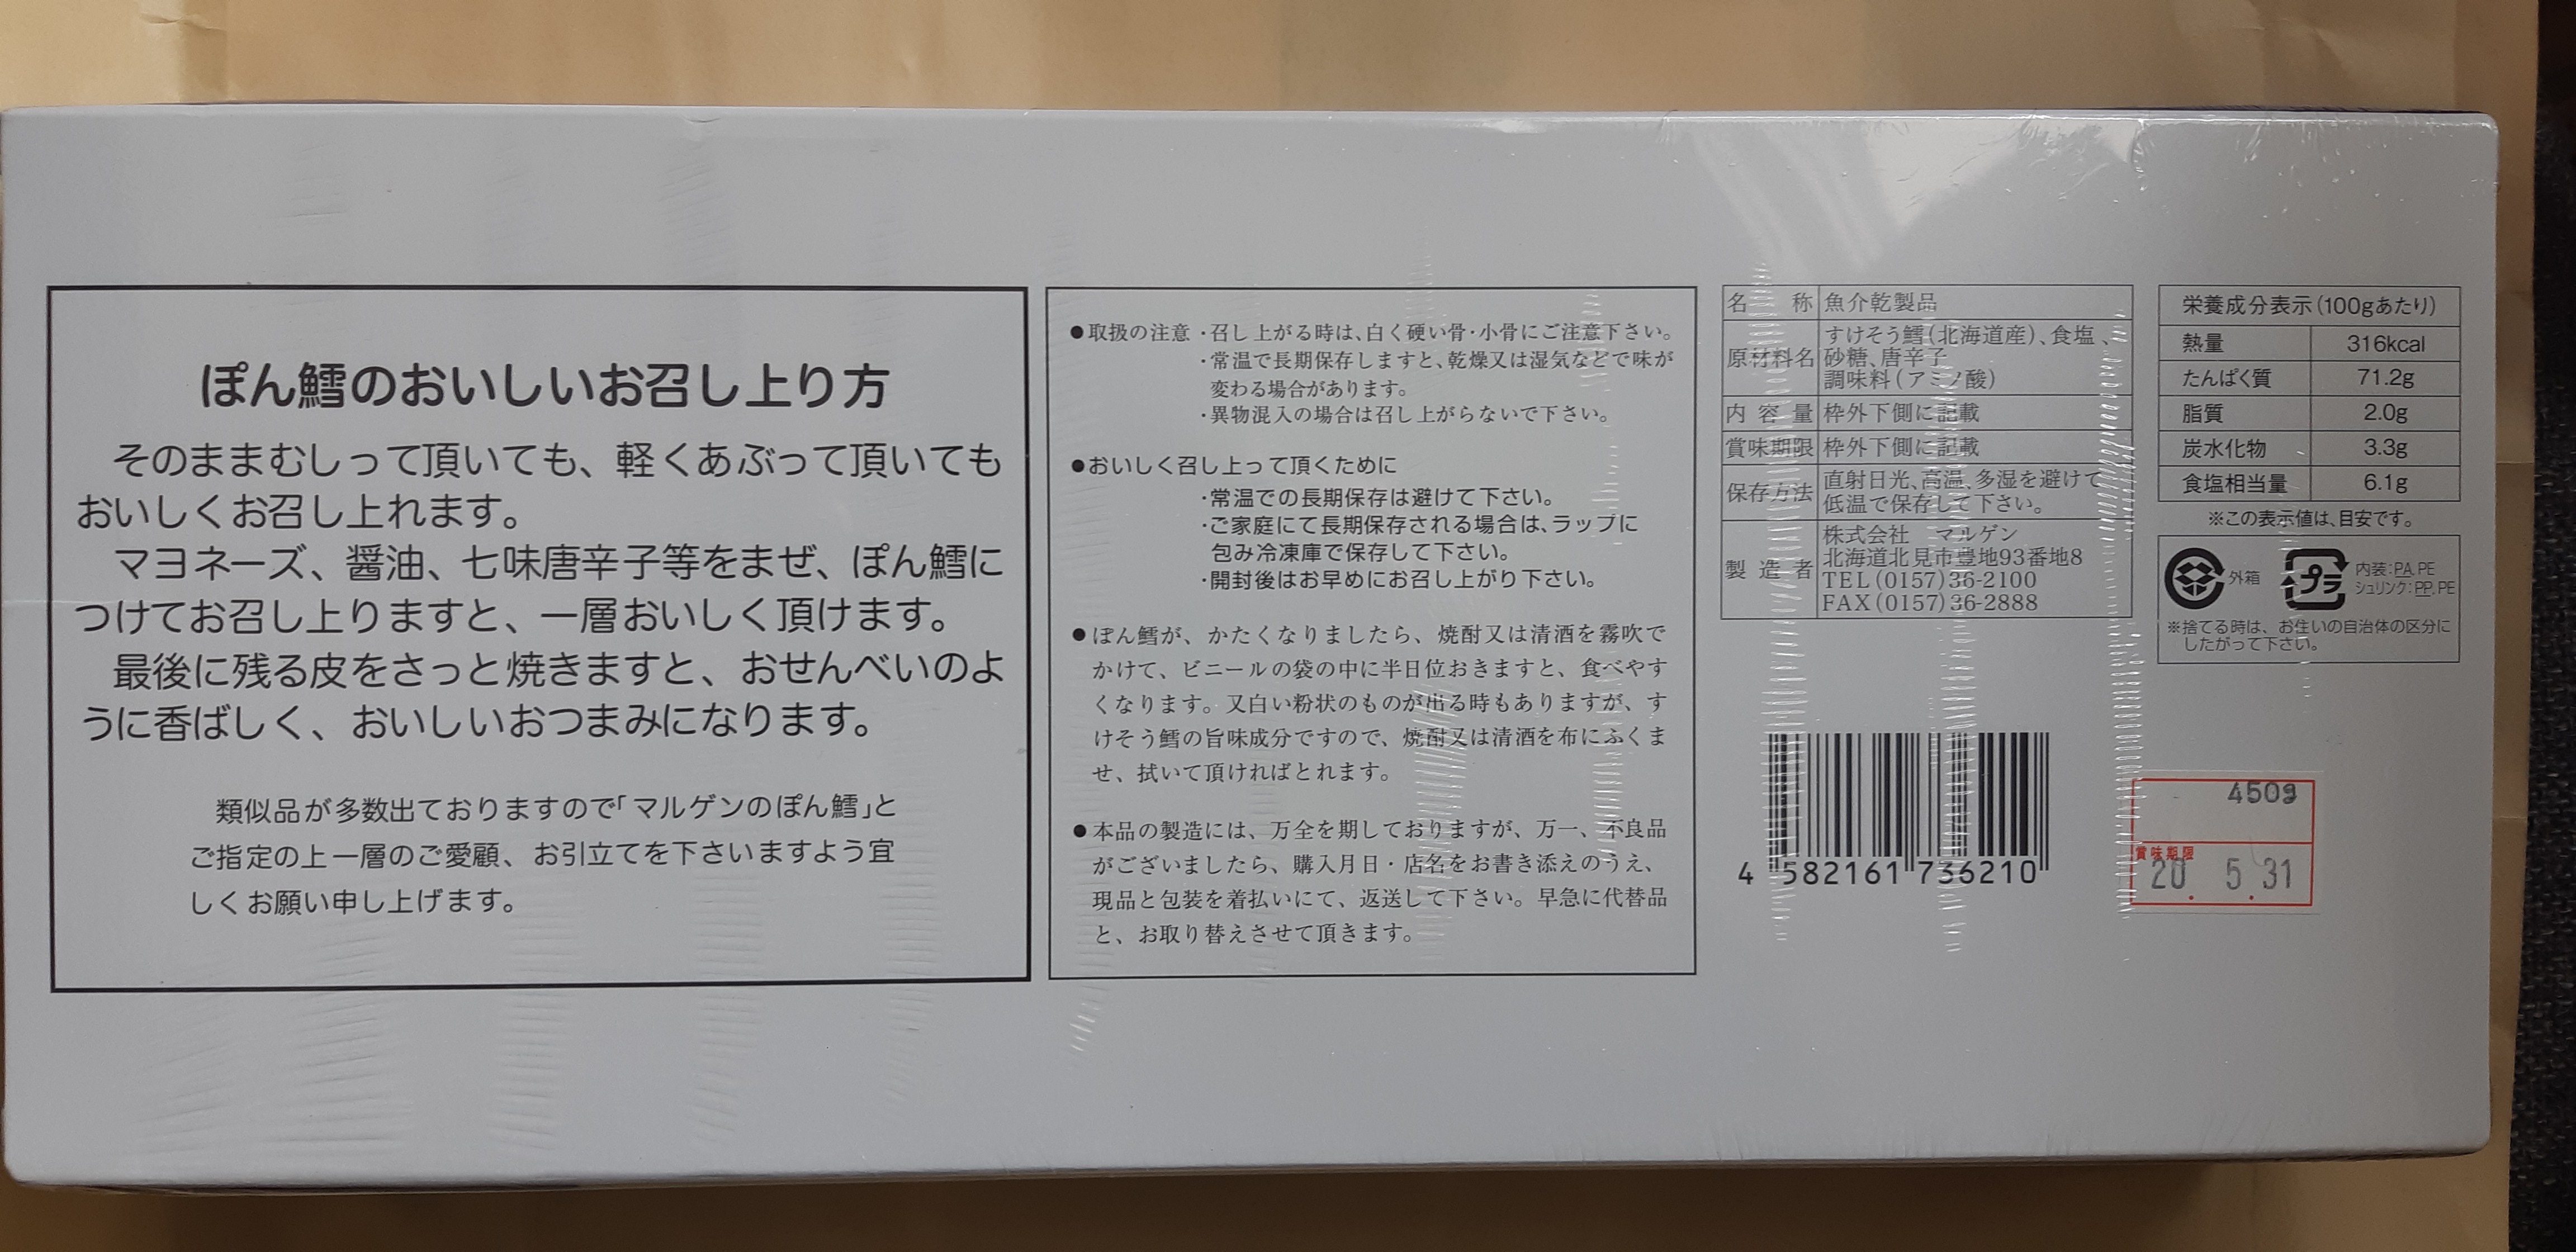 ぽん鱈のおいしいお召し上り方
そのままむしって頂いても、軽くあぶって頂いても
おいしくお召し上れます。
マヨネーズ、醤油、七味唐辛子等をまぜ、ぽん鱈に
つけてお召し上りますと、一層おいしく頂けます。
最後に残る皮をさっと焼きますと、おせんべいのよ
うに香ばしく、おいしいおつまみになります。
類似品が多数出ておりますので「マルゲンのぽん鱈」と
ご指定の上一層のご愛顧、お引立てを下さいますよう宜
しくお願い申し上げます。
●取扱の注意・召し上がる時は、白く硬い骨・小骨にご注意下さい。
・常温で長期保存しますと、乾燥又は湿気などで味が
変わる場合があります。
・異物混入の場合は召し上がらないで下さい。
●おいしく召し上って頂くために
・常温での長期保存は避けて下さい。
・ご家庭にて長期保存される場合は、ラップに
包み冷凍庫で保存して下さい。
・開封後はお早めにお召し上がり下さい。
●ぽん鱈が、かたくなりましたら、焼酎又は清酒を霧吹で
かけて、ビニールの袋の中に半日位おきますと、食べやす
くなります。又白い粉状のものが出る時もありますが、す
けそう鱈の旨味成分ですので、焼酎又は清酒を布にふくま
せ、拭いて頂ければとれます。
●本品の製造には、万全を期しておりますが、万一、不良品
がございましたら、購入月日・店名をお書き添えのうえ、
現品と包装を着払いにて、返送して下さい。早急に代替品
と、お取り替えさせて頂きます。
名称 魚介乾製品
原材料名 すけそう鱈(北海道産)、食塩、
砂糖、唐辛子
調味料(アミノ酸)
内容量 枠外下側に記載
賞味期限 枠外下側に記載
保存方法 直射日光、高温、多湿を避けて
低温で保存して下さい。
製造者 株式会社 マルゲン
北海道北見市豊地93番地8
TEL(0157)36-2100
FAX(0157)36-2888
4 582161 736210
栄養成分表示(100gあたり)
熱量 316kcal
たんぱく質 71.2g
脂質 2.0g
炭水化物 3.3g
食塩相当量 6.1g
※この表示値は、目安です。
外箱 プラ 内装:PA,PE
シュリンク:PP,PE
※捨てる時は、お住いの自治体の区分に
したがって下さい。
450g
賞味期限
20. 5.31